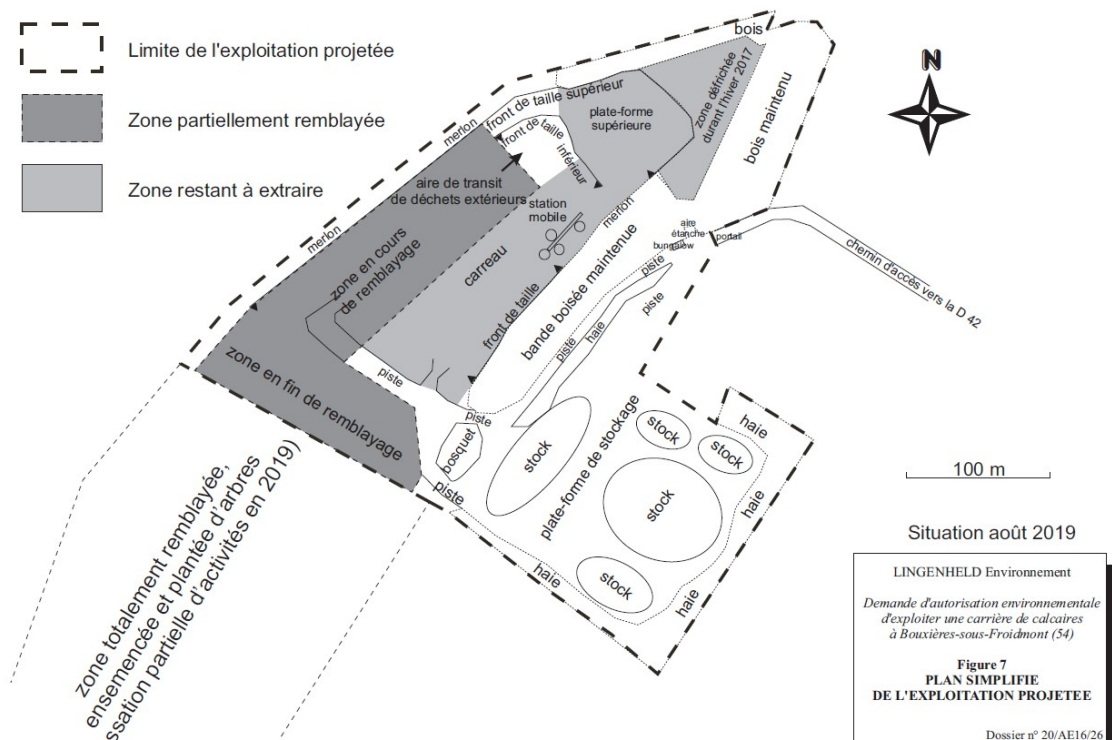 Limite de l'exploitation projetée
Zone partiellement remblayée
Zone restant à extraire
bois
N
front de taille supérieur
merlon
plate-forme
supérieure
zone défrichée
durant l'hiver 2017
bois maintenu
front de taille
inférieur
aire de transit
de déchets extérieurs
station
mobile
merlon
merlon
aire
étanche
bungalew
portail
chemin d'accès vers la D 42
zone en cours
de remblayage
carreau
front de taille
bande boisée maintenue
piste
piste
haie
piste
piste
zone en fin de remblayage
piste
bosquet
piste
stock
plate-forme de stockage
stock
stock
stock
stock
haie
haie
haie
haie
zone totalement remblayée,
ensemencée et plantée d'arbres
ssation partielle d'activités en 2019)
100 m
Situation août 2019
LINGENHELD Environnement
Demande d'autorisation environnementale
d'exploiter une carrière de calcaires
à Bouxières-sous-Froidmont (54)
Figure 7
PLAN SIMPLIFIE
DE L'EXPLOITATION PROJETEE
Dossier n° 20/AE16/26